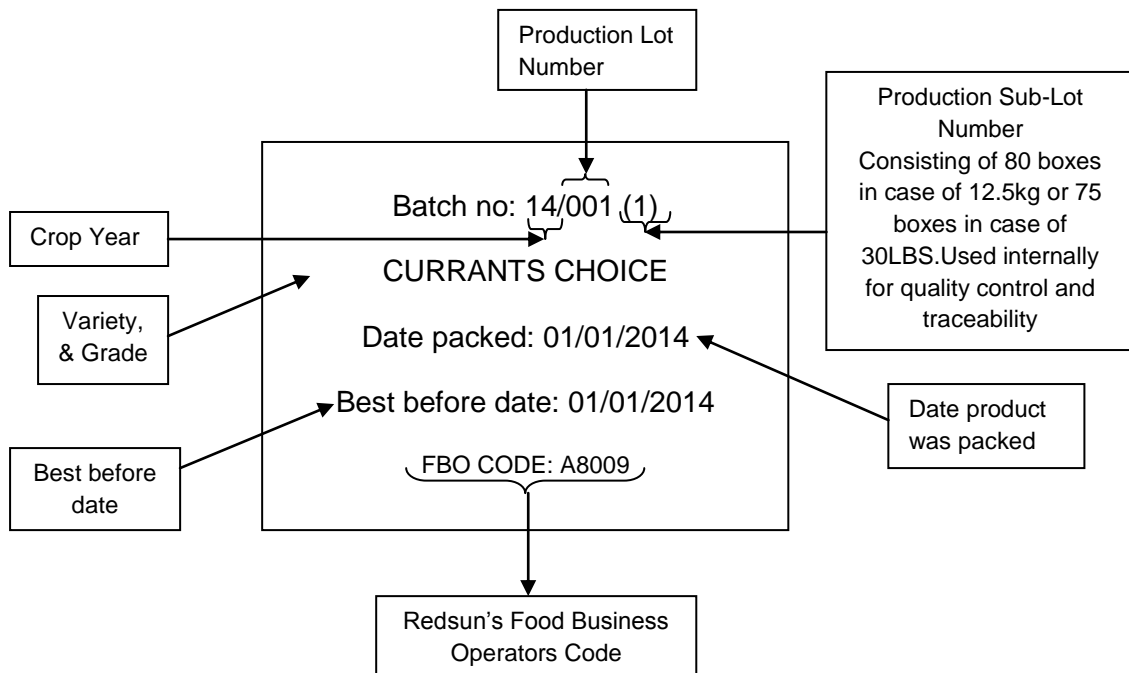 Production Lot
Number
Production Sub-Lot
Number
Consisting of 80 boxes
in case of 12.5kg or 75
boxes in case of
30LBS.Used internally
for quality control and
traceability
Batch no: 14/001 (1)
Crop Year
CURRANTS CHOICE
Variety,
& Grade
Date packed: 01/01/2014
Best before date: 01/01/2014
Date product
was packed
Best before
date
FBO CODE: A8009
Redsun's Food Business
Operators Code